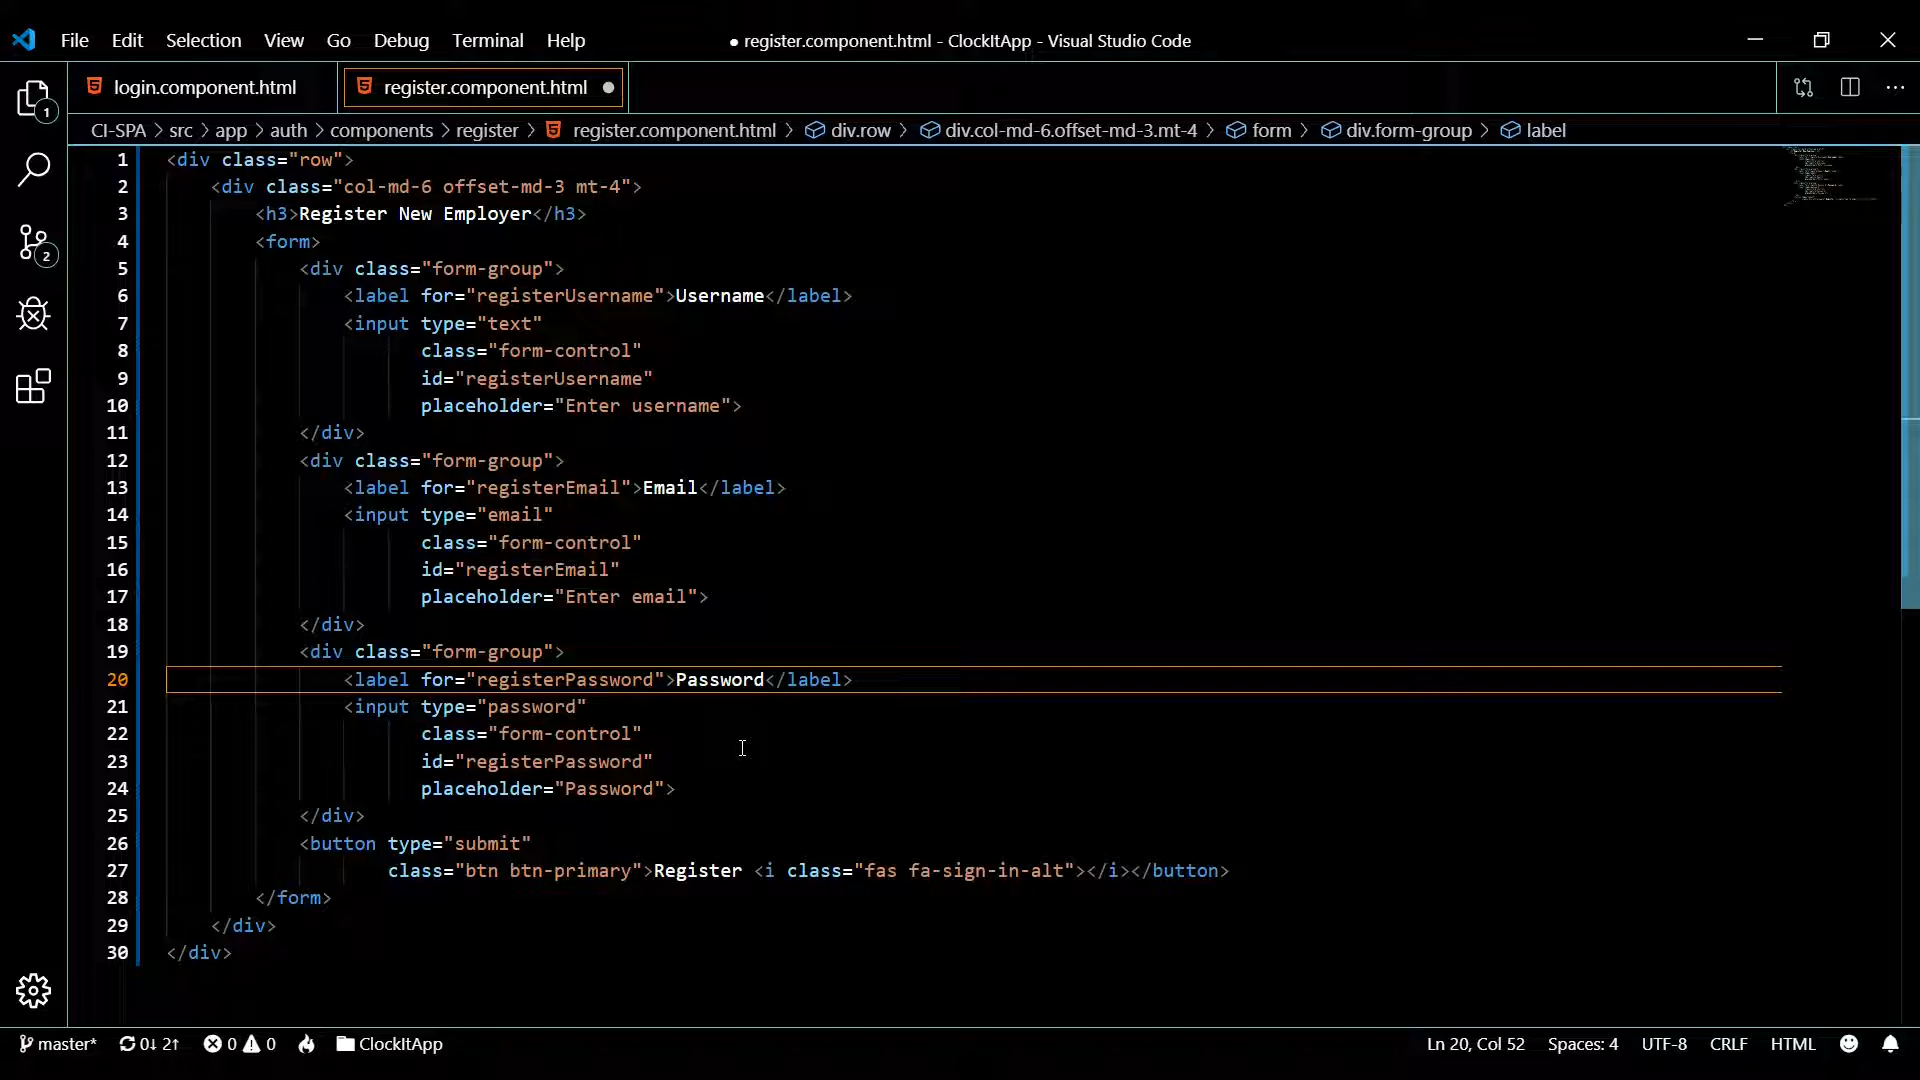 File Edit Selection View Go Debug Terminal Help ● register.component.html - ClockItApp - Visual Studio Code
login.component.html register.component.html ●
CI-SPA > src > app > auth > components > register > register.component.html > div.row > div.col-md-6.offset-md-3.mt-4 > form > div.form-group > label
1 <div class="row">
2 <div class="col-md-6 offset-md-3 mt-4">
3 <h3>Register New Employer</h3>
4 <form>
5 <div class="form-group">
6 <label for="registerUsername">Username</label>
7 <input type="text"
8 class="form-control"
9 id="registerUsername"
10 placeholder="Enter username">
11 </div>
12 <div class="form-group">
13 <label for="registerEmail">Email</label>
14 <input type="email"
15 class="form-control"
16 id="registerEmail"
17 placeholder="Enter email">
18 </div>
19 <div class="form-group">
20 <label for="registerPassword">Password</label>
21 <input type="password"
22 class="form-control"
23 id="registerPassword"
24 placeholder="Password">
25 </div>
26 <button type="submit"
27 class="btn btn-primary">Register <i class="fas fa-sign-in-alt"></i></button>
28 </form>
29 </div>
30 </div>
1
2
master* 0↓ 2↑ 0 0 ClockItApp Ln 20, Col 52 Spaces: 4 UTF-8 CRLF HTML